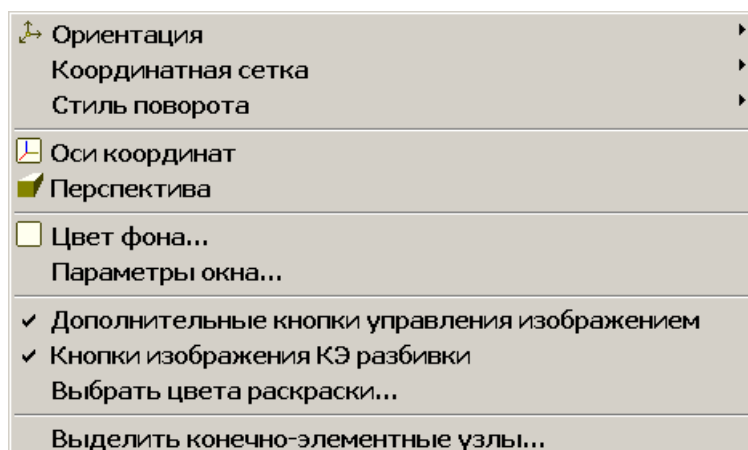 Ориентация
Координатная сетка
Стиль поворота
Оси координат
Перспектива
Цвет фона...
Параметры окна...
Дополнительные кнопки управления изображением
Кнопки изображения КЭ разбивки
Выбрать цвета раскраски...
Выделить конечно-элементные узлы...